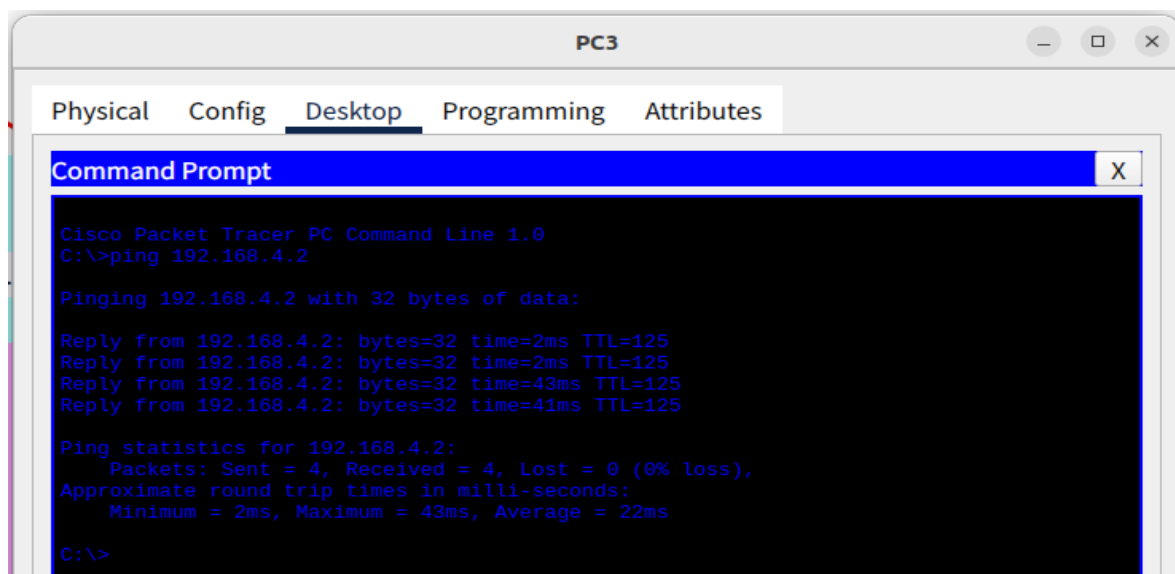 PC3
Physical Config Desktop Programming Attributes
Command Prompt
X
Cisco Packet Tracer PC Command Line 1.0
C:\>ping 192.168.4.2
Pinging 192.168.4.2 with 32 bytes of data:
Reply from 192.168.4.2: bytes=32 time=2ms TTL=125
Reply from 192.168.4.2: bytes=32 time=2ms TTL=125
Reply from 192.168.4.2: bytes=32 time=43ms TTL=125
Reply from 192.168.4.2: bytes=32 time=41ms TTL=125
Ping statistics for 192.168.4.2:
    Packets: Sent = 4, Received = 4, Lost = 0 (0% loss),
Approximate round trip times in milli-seconds:
    Minimum = 2ms, Maximum = 43ms, Average = 22ms
C:\>